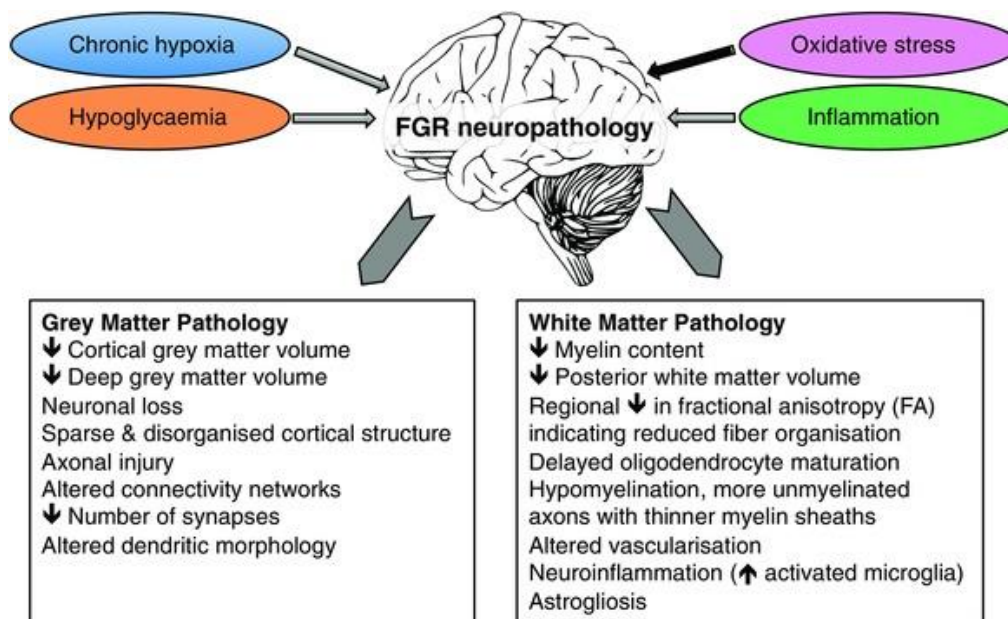 Chronic hypoxia
Oxidative stress
Hypoglycaemia
FGR neuropathology
Inflammation
Grey Matter Pathology
↓ Cortical grey matter volume
↓ Deep grey matter volume
Neuronal loss
Sparse & disorganised cortical structure
Axonal injury
Altered connectivity networks
↓ Number of synapses
Altered dendritic morphology
White Matter Pathology
↓ Myelin content
↓ Posterior white matter volume
Regional ↓ in fractional anisotropy (FA)
indicating reduced fiber organisation
Delayed oligodendrocyte maturation
Hypomyelination, more unmyelinated
axons with thinner myelin sheaths
Altered vascularisation
Neuroinflammation (↑ activated microglia)
Astrogliosis